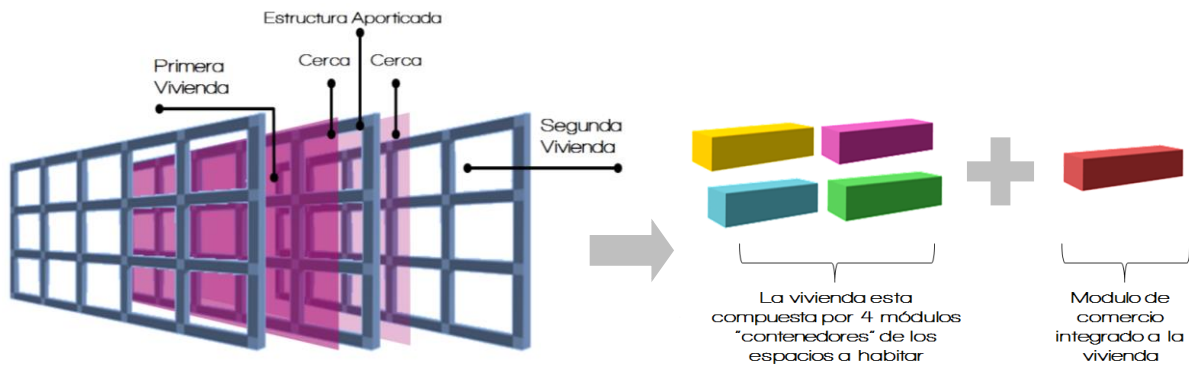 Estructura Aporticada
Primera
Vivienda
Cerca
Cerca
Segunda
Vivienda
La vivienda esta
compuesta por 4 módulos
"contenedores" de los
espacios a habitar
Modulo de
comercio
integrado a la
vivienda